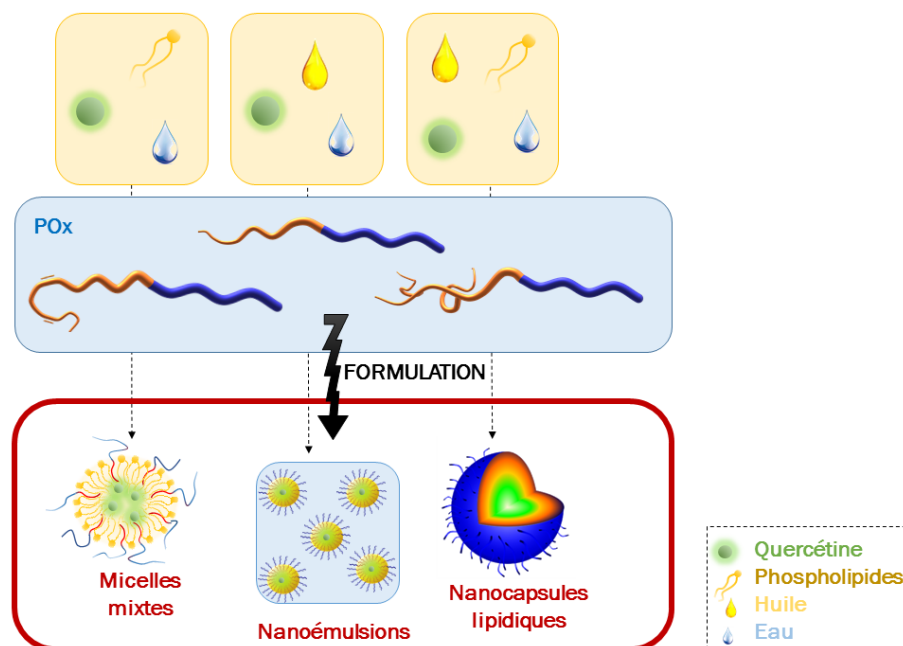 POx
FORMULATION
Micelles
mixtes
Nanoémulsions
Nanocapsules
lipidiques
Quercétine
Phospholipides
Huile
Eau